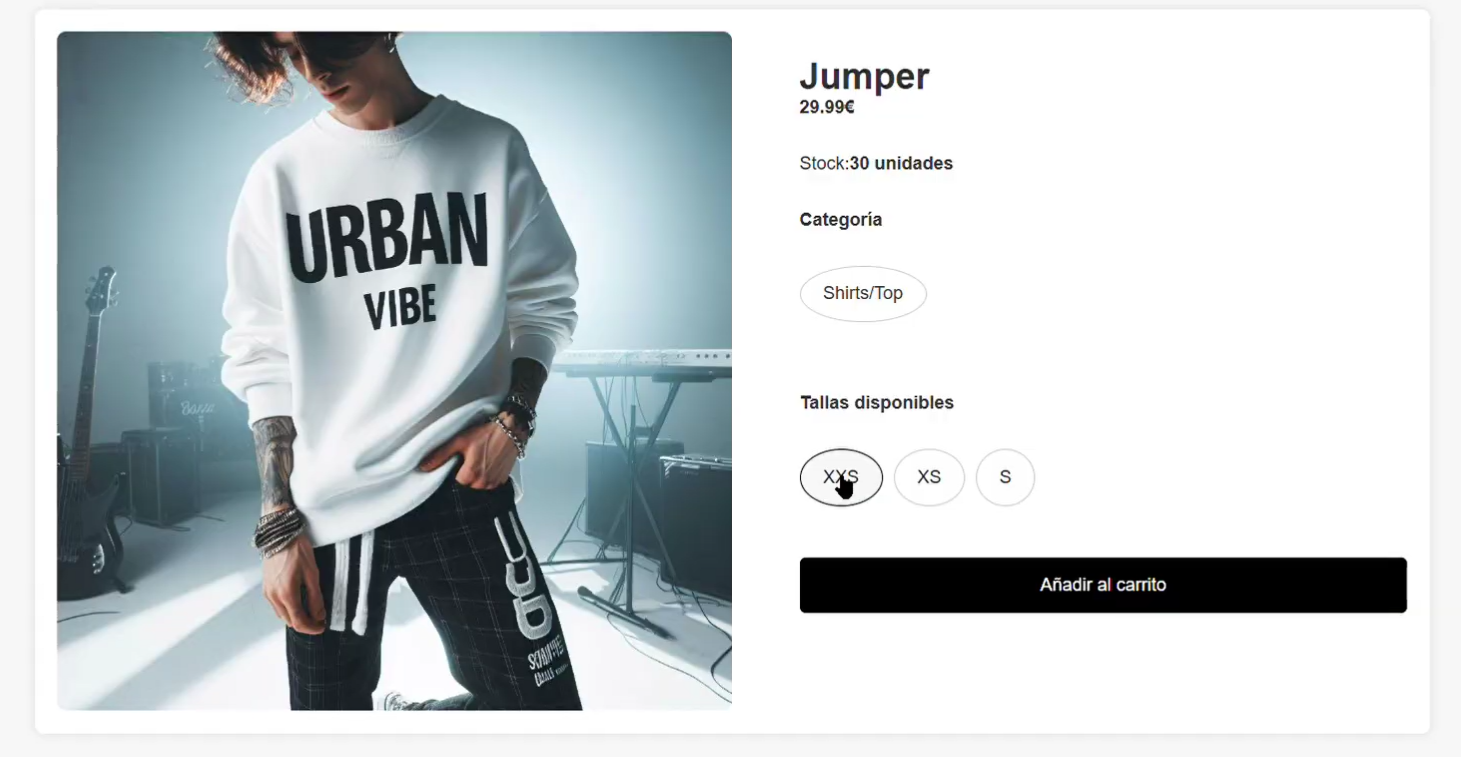 URBAN
VIBE
Jumper
29.99€
Stock:30 unidades
Categoría
Shirts/Top
Tallas disponibles
XXS
XS
S
Añadir al carrito